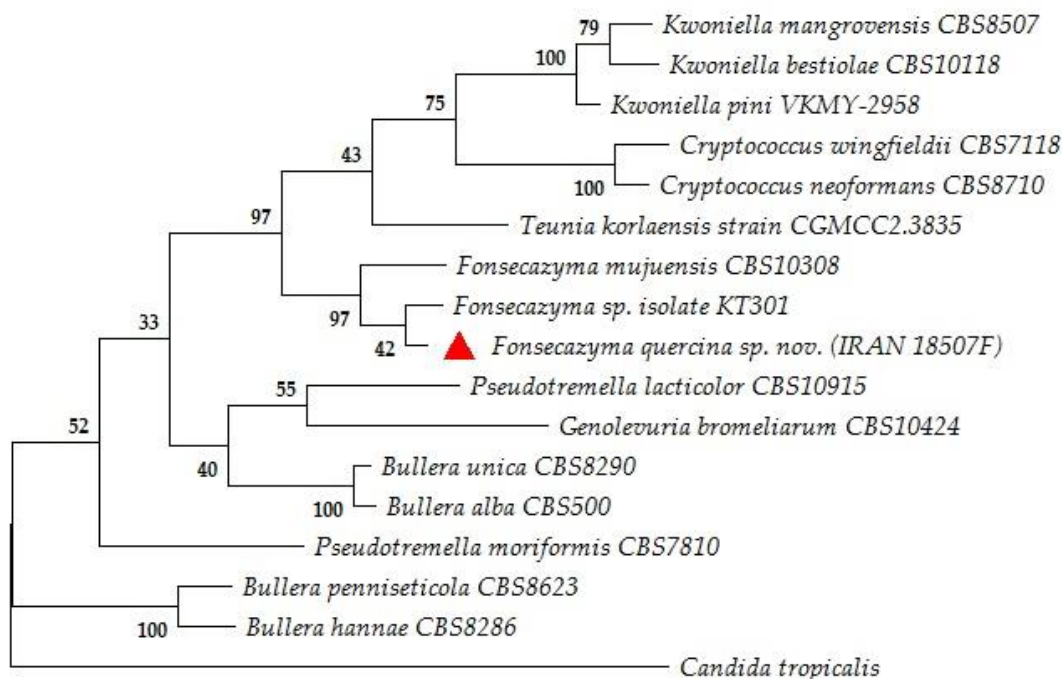 79
Kwoniella mangrovensis CBS8507
100
Kwoniella bestiolae CBS10118
75
Kwoniella pini VKMY-2958
43
Cryptococcus wingfieldii CBS7118
100
Cryptococcus neoformans CBS8710
97
Teunia korlaensis strain CGMCC2.3835
Fonsecazyma mujuensis CBS10308
33
97
Fonsecazyma sp. isolate KT301
42
Fonsecazyma quercina sp. nov. (IRAN 18507F)
55
Pseudotremella lacticolor CBS10915
52
Genolevuria bromeliarum CBS10424
40
Bullera unica CBS8290
100
Bullera alba CBS500
Pseudotremella moriformis CBS7810
Bullera penniseticola CBS8623
100
Bullera hannae CBS8286
Candida tropicalis